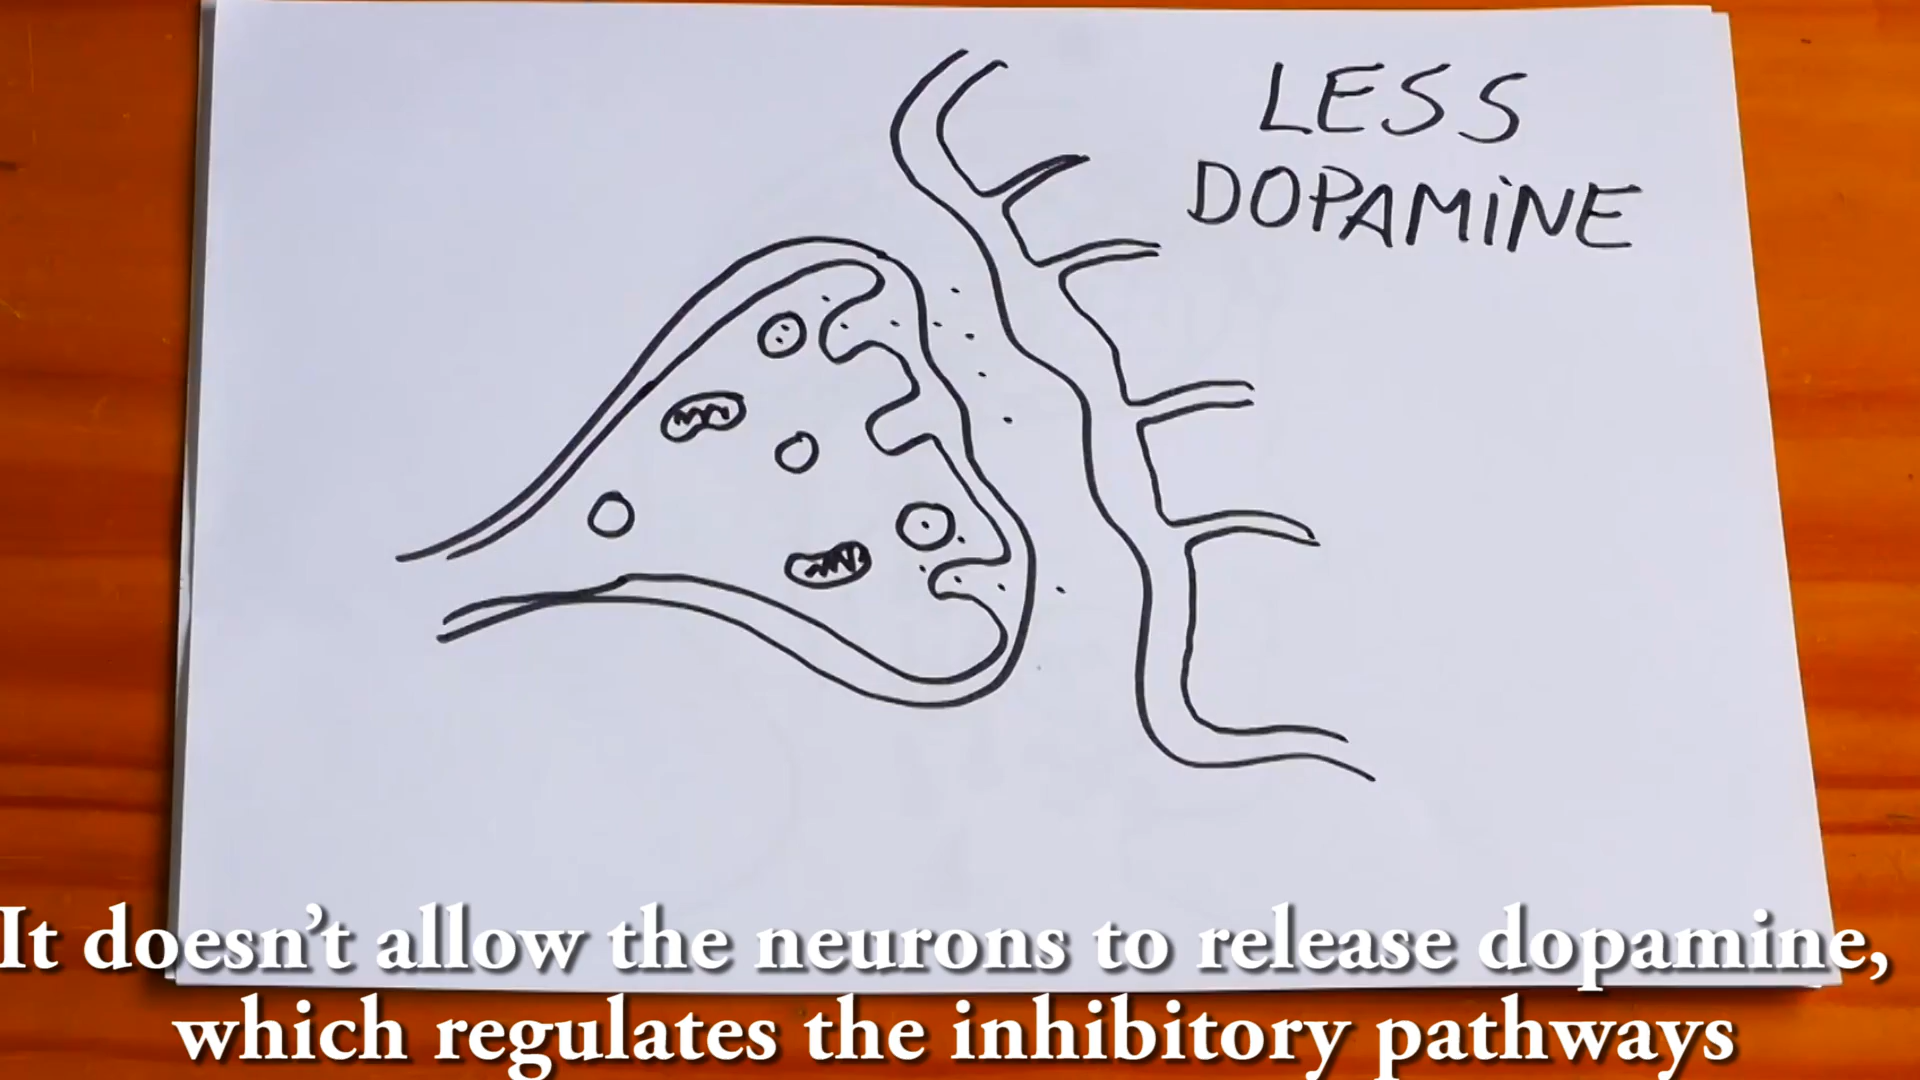 LESS
DOPAMiNE
It doesn’t allow the neurons to release dopamine,
which regulates the inhibitory pathways